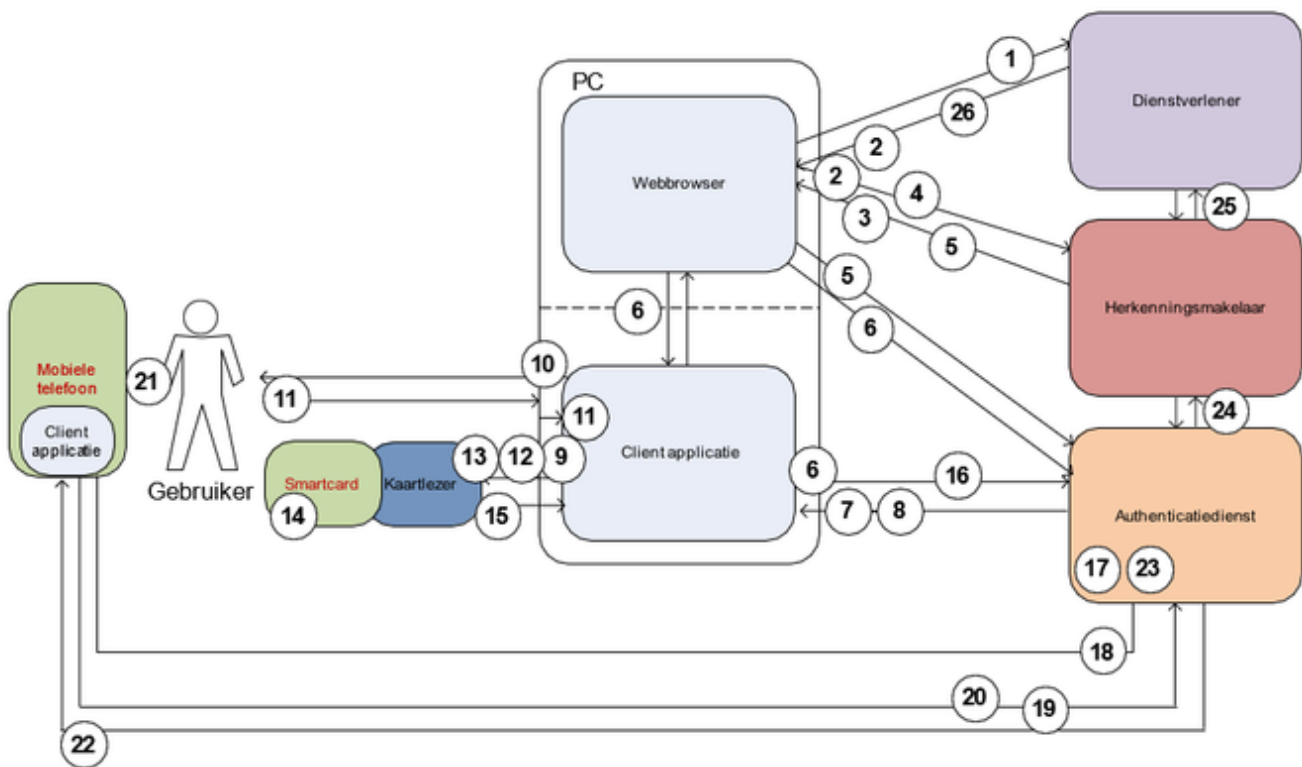 1
PC
Dienstverlener
26
2
Webbrowser
2
4
3
25
5
5
Herkenningsmakelaar
6
6
10
Mobiele
telefoon
21
11
11
24
Client
applicatie
Client applicatie
13
12
9
6
16
Gebruiker
Smartcard
Kaartlezer
14
15
7
8
Authenticatiedienst
17
23
18
20
19
22